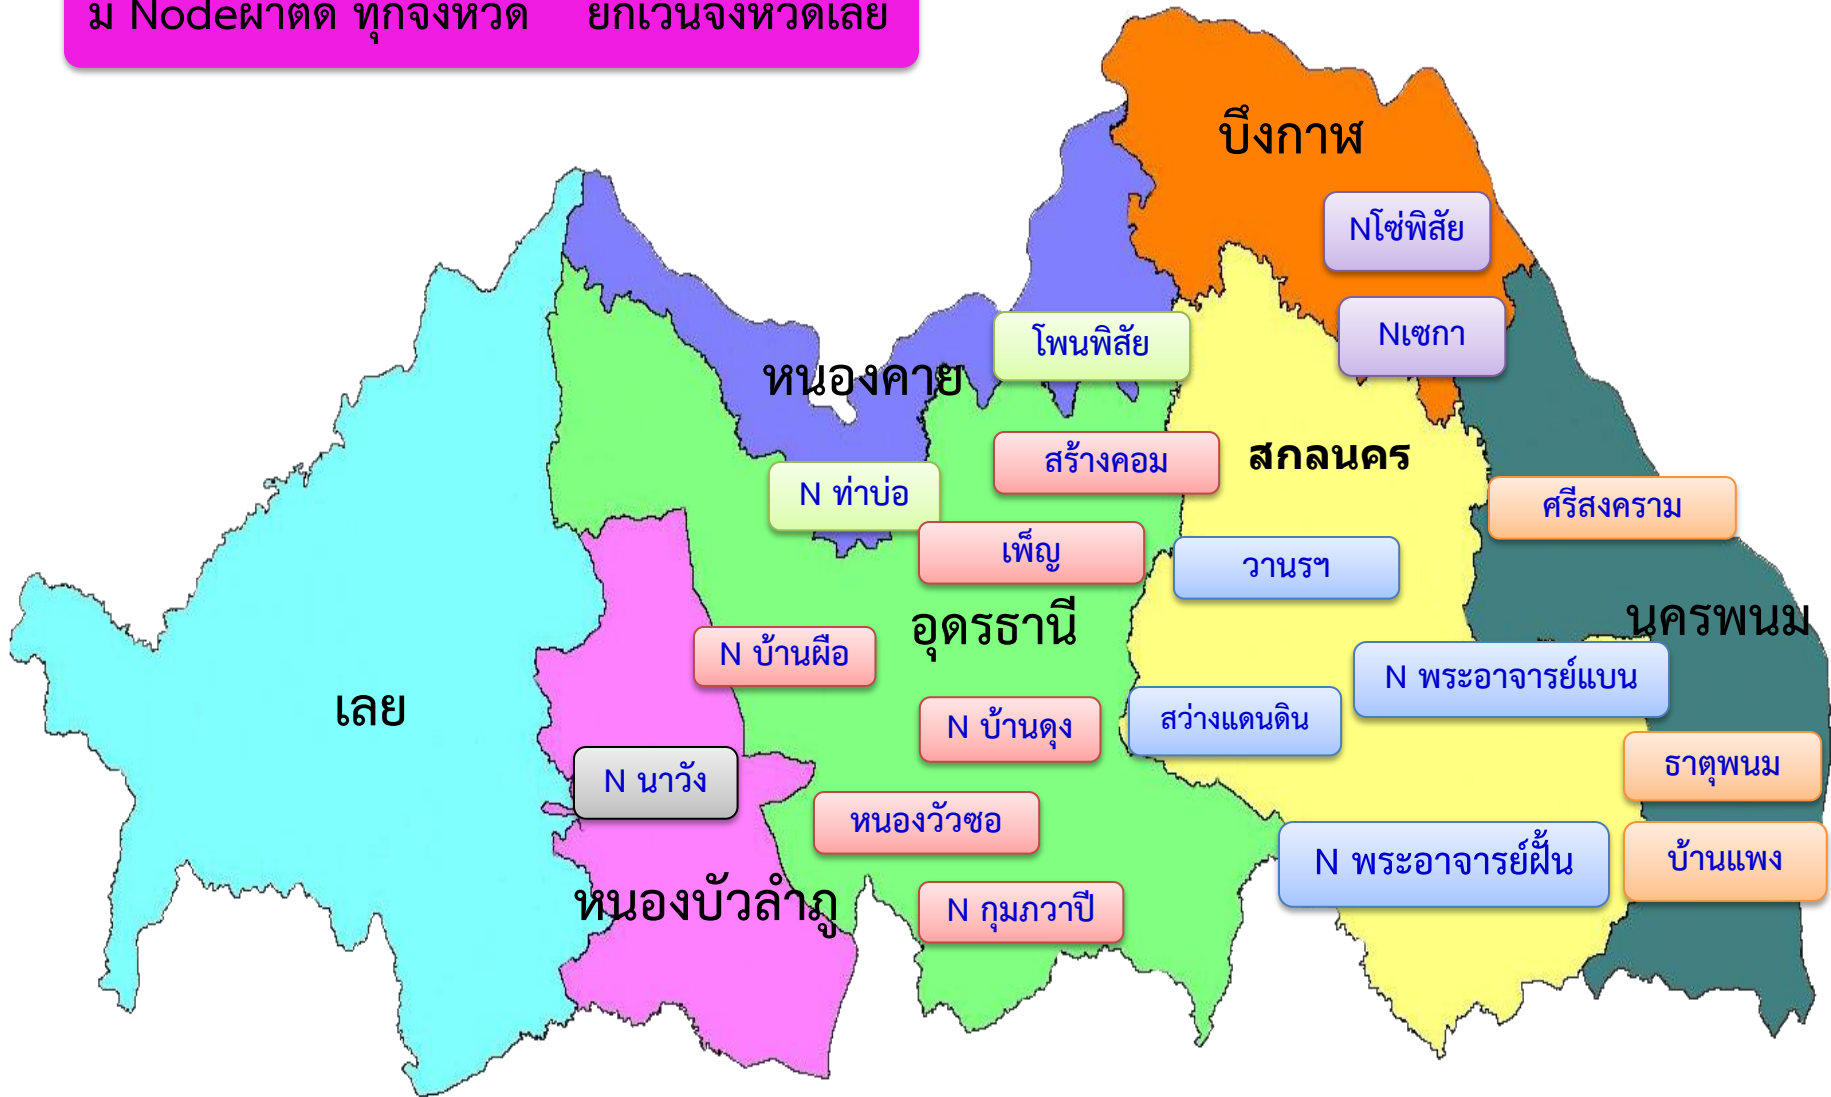 มี Nodeผ่าตัด ทุกจังหวัด ยกเว้นจังหวัดเลย
บึงกาฬ
Nโซ่พิสัย
Nเซกา
โพนพิสัย
หนองคาย
สร้างคอม
สกลนคร
N ท่าบ่อ
ศรีสงคราม
เพ็ญ
วานรฯ
อุดรธานี
นครพนม
N บ้านผือ
N พระอาจารย์แบน
เลย
N บ้านดุง
สว่างแดนดิน
ธาตุพนม
N นาวัง
หนองวัวซอ
N พระอาจารย์ฝั้น
บ้านแพง
หนองบัวลำภู
N กุมภวาปี